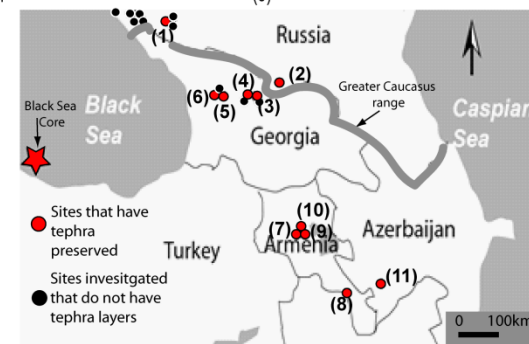 (1)
Russia
(2)
(4)
(6)
(3)
(5)
Greater Caucasus
range
Black Sea
Core
Black
Sea
Caspian
Sea
Georgia
Sites that have
tephra
preserved
(10)
(7)
(9)
Armenia
Azerbaijan
Turkey
Sites invesitgated
that do not have
tephra layers
(11)
(8)
0 100km